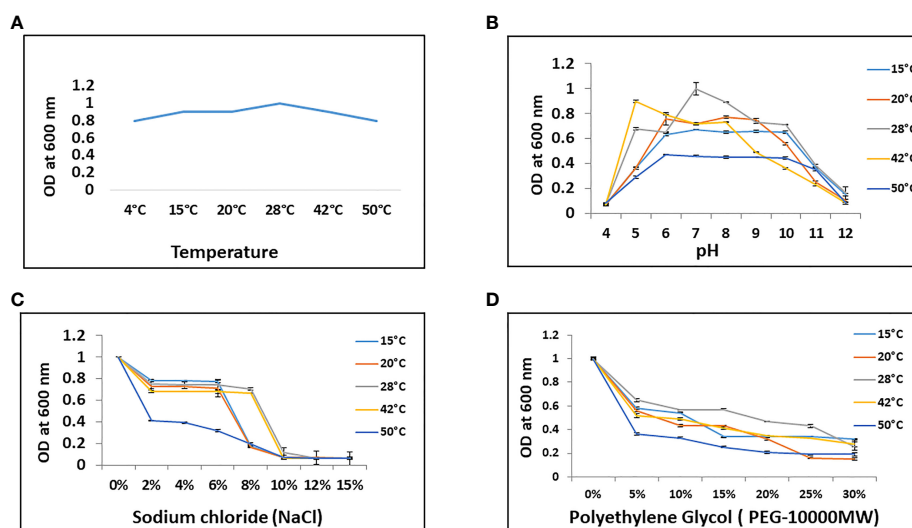 A
OD at 600 nm
1.2
1
0.8
0.6
0.4
0.2
0
4°C 15°C 20°C 28°C 42°C 50°C
Temperature
B
OD at 600 nm
1.2
1
0.8
0.6
0.4
0.2
0
4 5 6 7 8 9 10 11 12
pH
15°C
20°C
28°C
42°C
50°C
C
OD at 600 nm
1.2
1
0.8
0.6
0.4
0.2
0
0% 2% 4% 6% 8% 10% 12% 15%
Sodium chloride (NaCl)
15°C
20°C
28°C
42°C
50°C
D
OD at 600 nm
1.2
1
0.8
0.6
0.4
0.2
0
0% 5% 10% 15% 20% 25% 30%
Polyethylene Glycol ( PEG-10000MW)
15°C
20°C
28°C
42°C
50°C